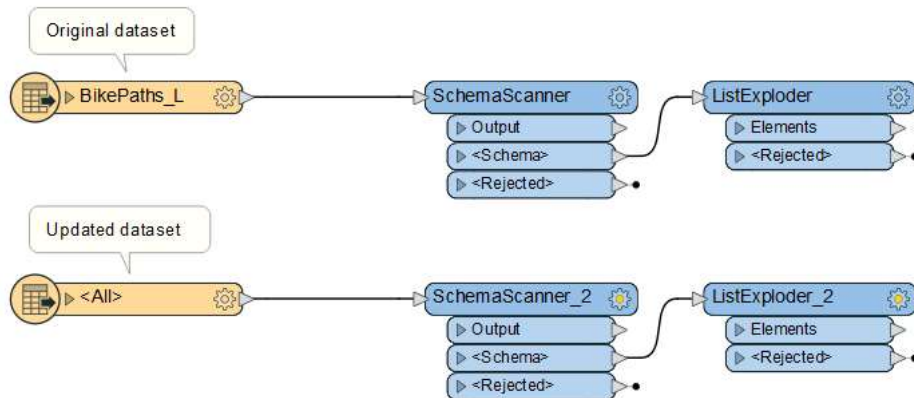 Original dataset
BikePaths_L
SchemaScanner
ListExploder
Output
Elements
<Schema>
<Rejected>
<Rejected>
Updated dataset
<All>
SchemaScanner_2
ListExploder_2
Output
Elements
<Schema>
<Rejected>
<Rejected>